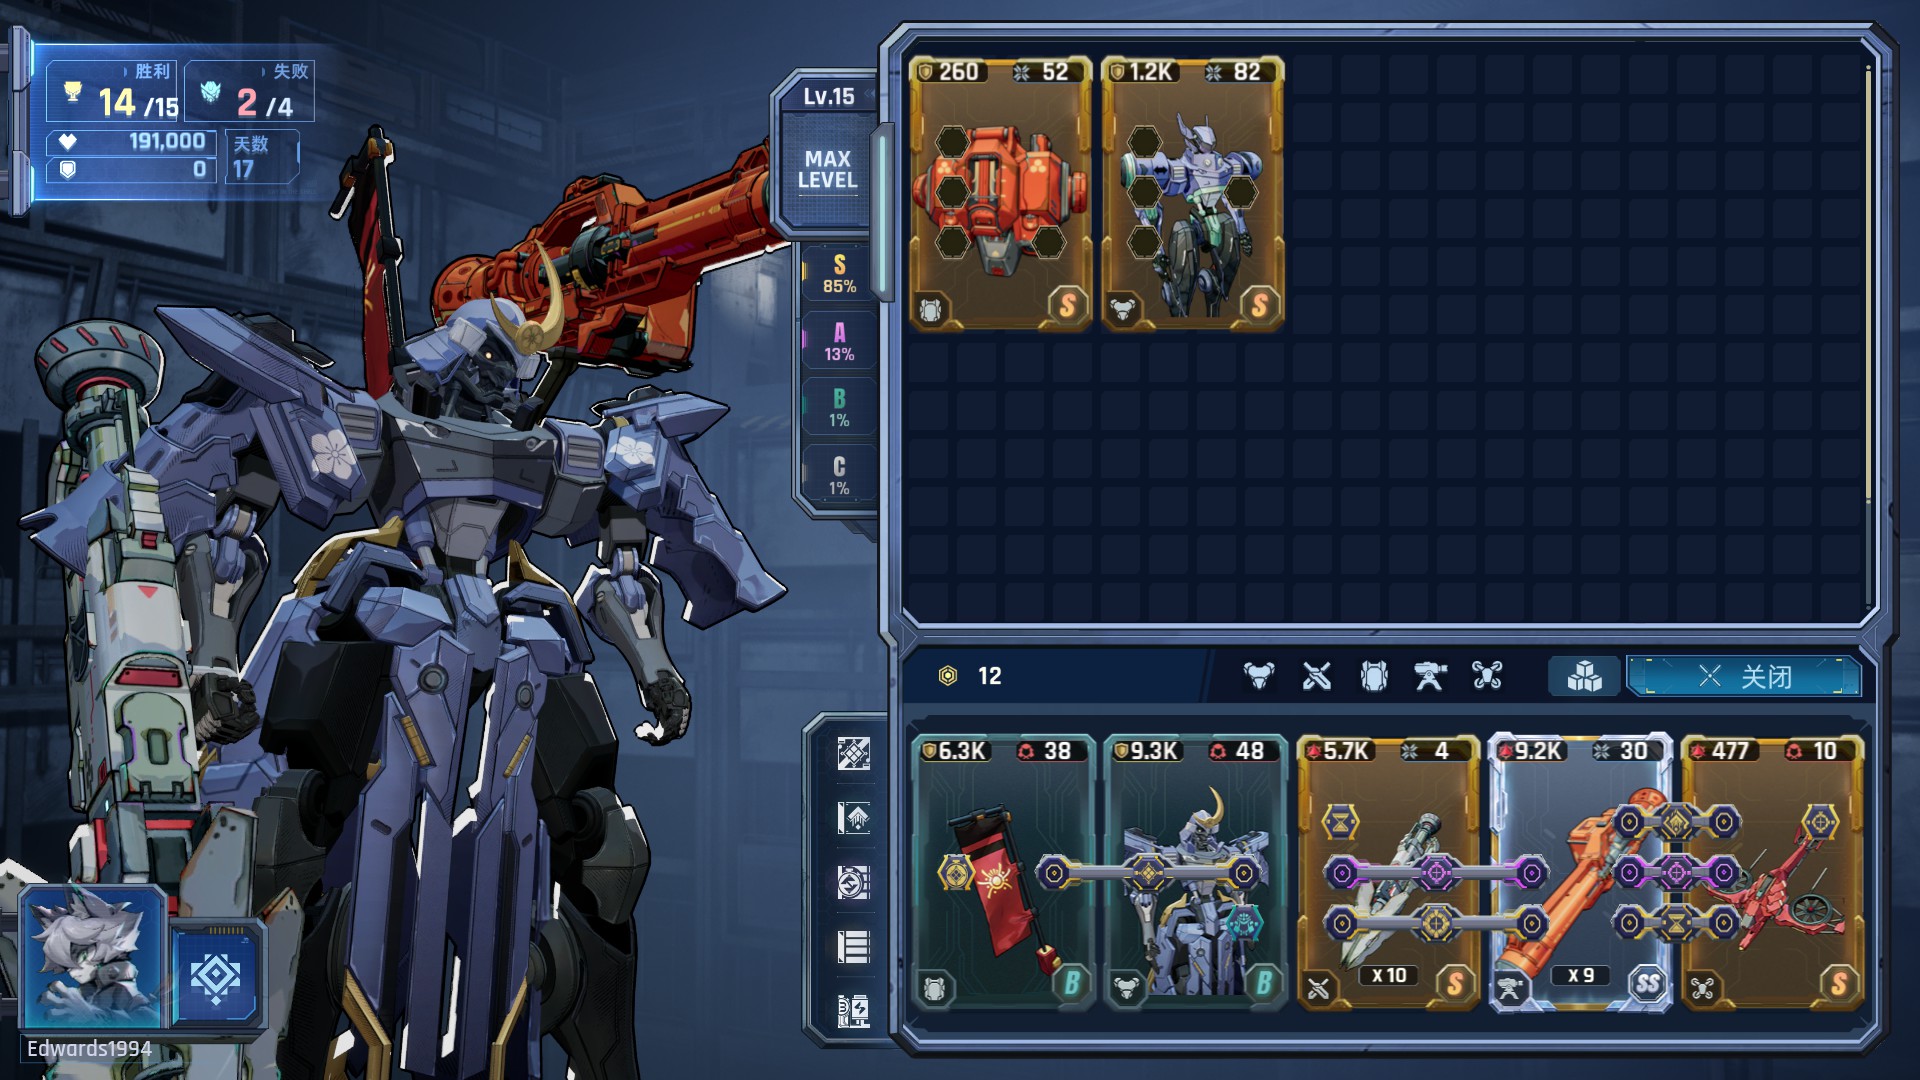 胜利
14 /15
失败
2 /4
191,000
0
天数
17
Lv.15
MAX
LEVEL
S
85%
A
13%
B
1%
C
1%
260
52
S
1.2K
82
S
12
关闭
6.3K
38
B
9.3K
48
B
5.7K
4
x 10
S
9.2K
30
x 9
SS
477
10
S
Edwards1994